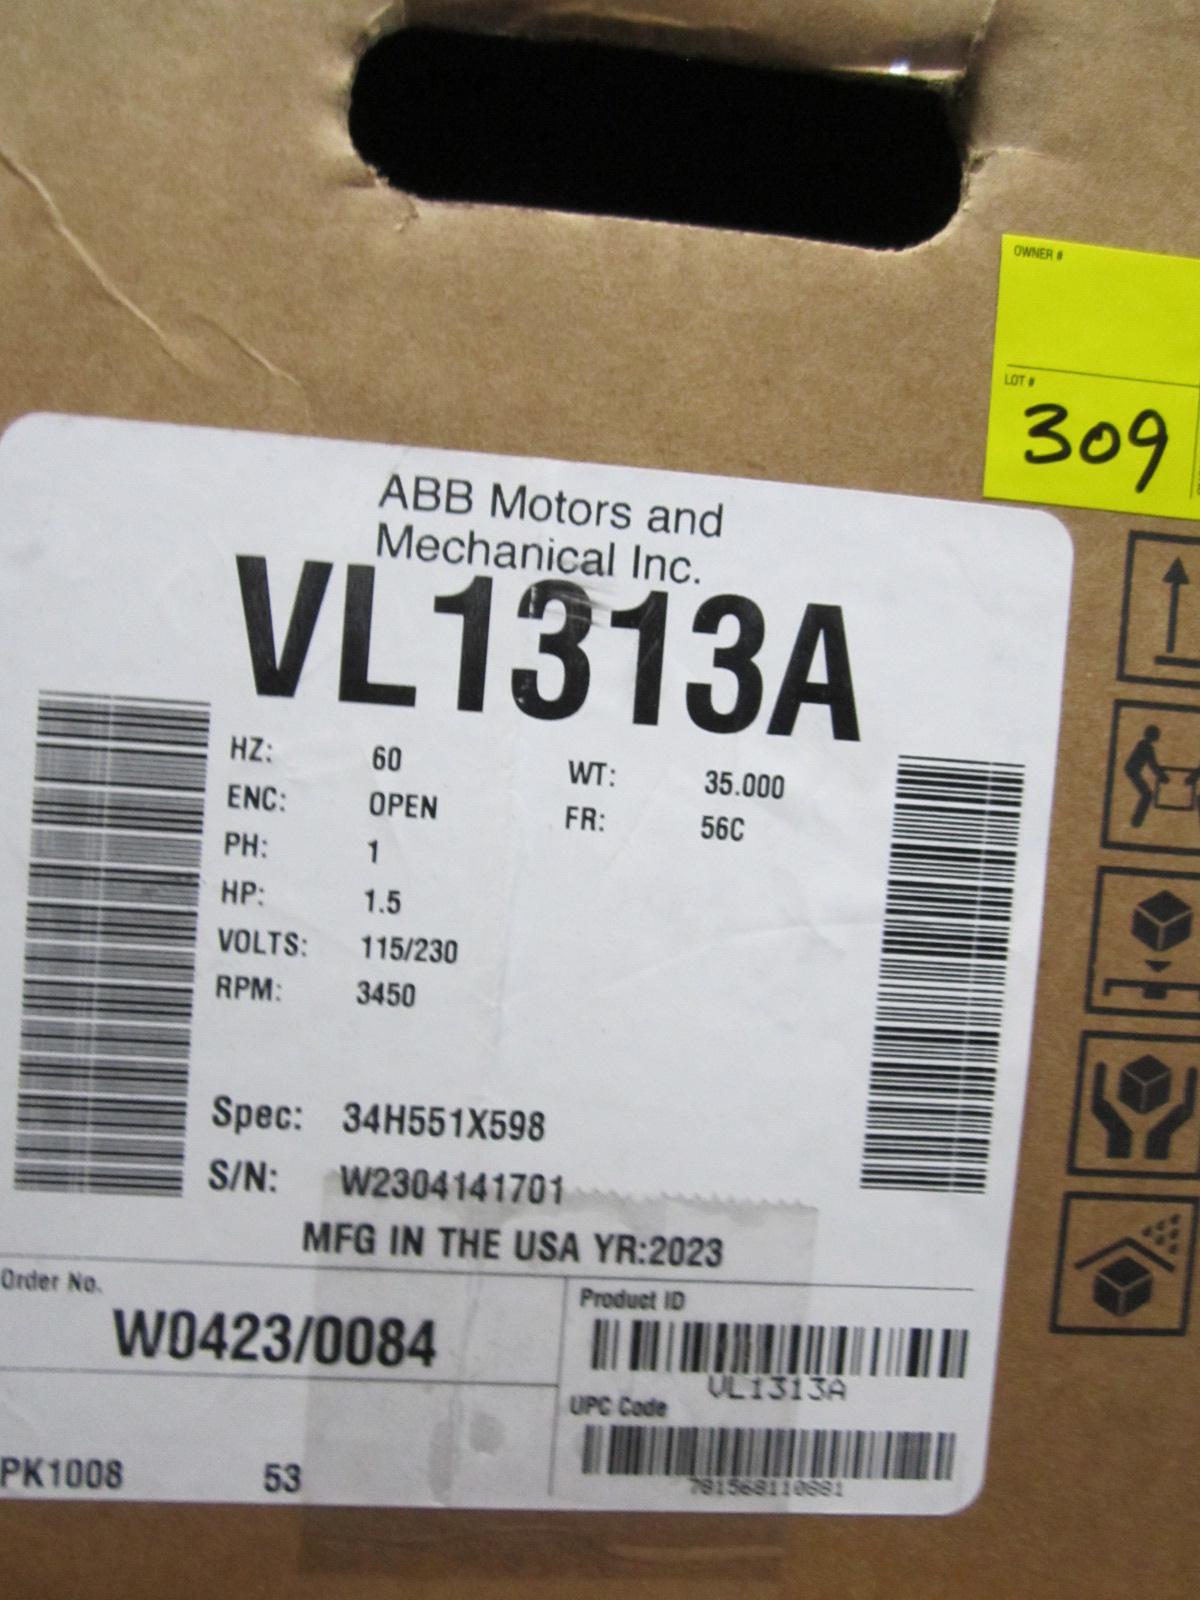 OWNER #
LOT #
309
ABB Motors and
Mechanical Inc.
VL1313A
HZ: 60 WT: 35.000
ENC: OPEN FR: 56C
PH: 1
HP: 1.5
VOLTS: 115/230
RPM: 3450
Spec: 34H551X598
S/N: W2304141701
MFG IN THE USA YR:2023
Order No.
W0423/0084
Product ID
VL1313A
UPC Code
PK1008 53